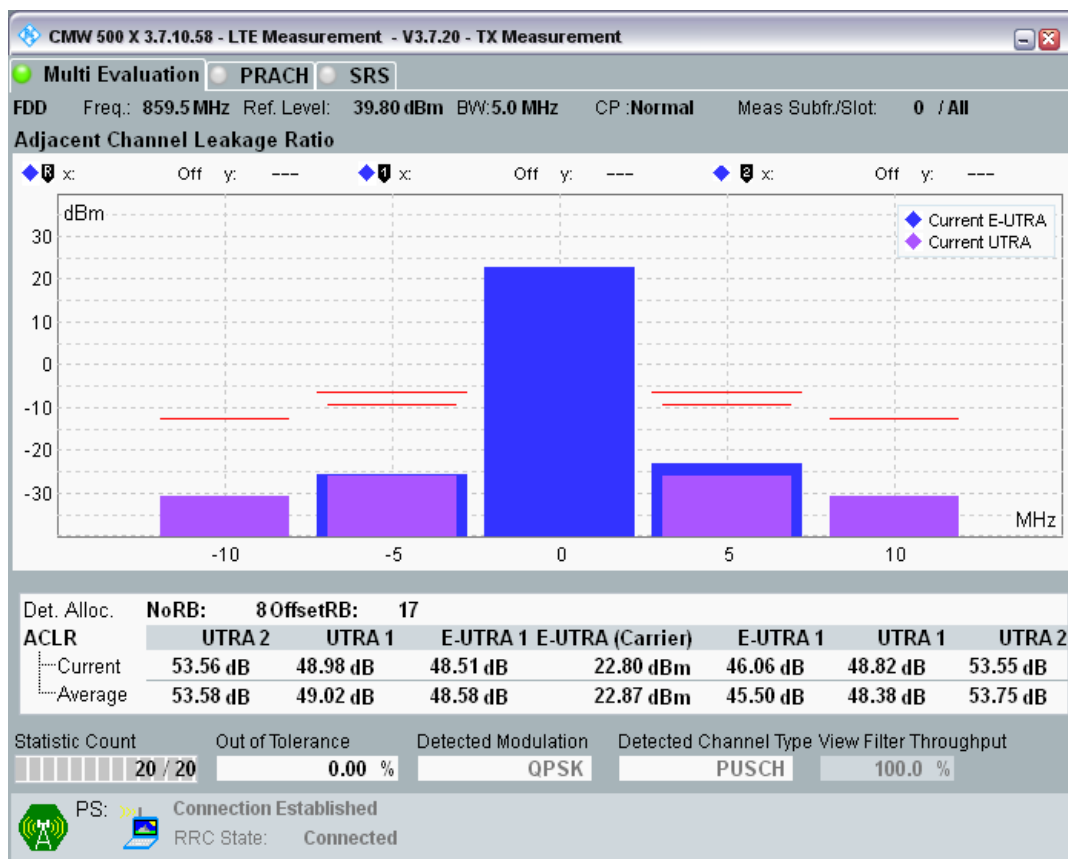 CMW 500 X 3.7.10.58 - LTE Measurement - V3.7.20 - TX Measurement
Multi Evaluation PRACH SRS
FDD Freq.: 859.5 MHz Ref. Level: 39.80 dBm BW:5.0 MHz CP :Normal Meas Subfr./Slot: 0 / All
Adjacent Channel Leakage Ratio
R x: Off y: --- 1 x: Off y: --- 2 x: Off y: ---
dBm
Current E-UTRA
Current UTRA
30
20
10
0
-10
-20
-30
MHz
-10 -5 0 5 10
Det. Alloc. NoRB: 8 OffsetRB: 17
ACLR UTRA 2 UTRA 1 E-UTRA 1 E-UTRA (Carrier) E-UTRA 1 UTRA 1 UTRA 2
Current 53.56 dB 48.98 dB 48.51 dB 22.80 dBm 46.06 dB 48.82 dB 53.55 dB
Average 53.58 dB 49.02 dB 48.58 dB 22.87 dBm 45.50 dB 48.38 dB 53.75 dB
Statistic Count Out of Tolerance Detected Modulation Detected Channel Type View Filter Throughput
20 / 20 0.00 % QPSK PUSCH 100.0 %
PS: Connection Established
RRC State: Connected